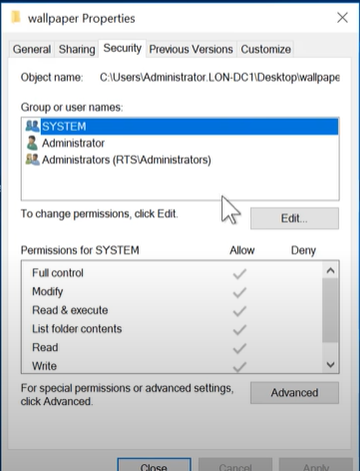 wallpaper Properties
General Sharing Security Previous Versions Customize
Object name: C:\Users\Administrator.LON-DC1\Desktop\wallpape
Group or user names:
SYSTEM
Administrator
Administrators (RTS\Administrators)
To change permissions, click Edit.
Edit...
Permissions for SYSTEM Allow Deny
Full control
Modify
Read & execute
List folder contents
Read
Write
For special permissions or advanced settings,
click Advanced.
Advanced
Close Cancel Apply